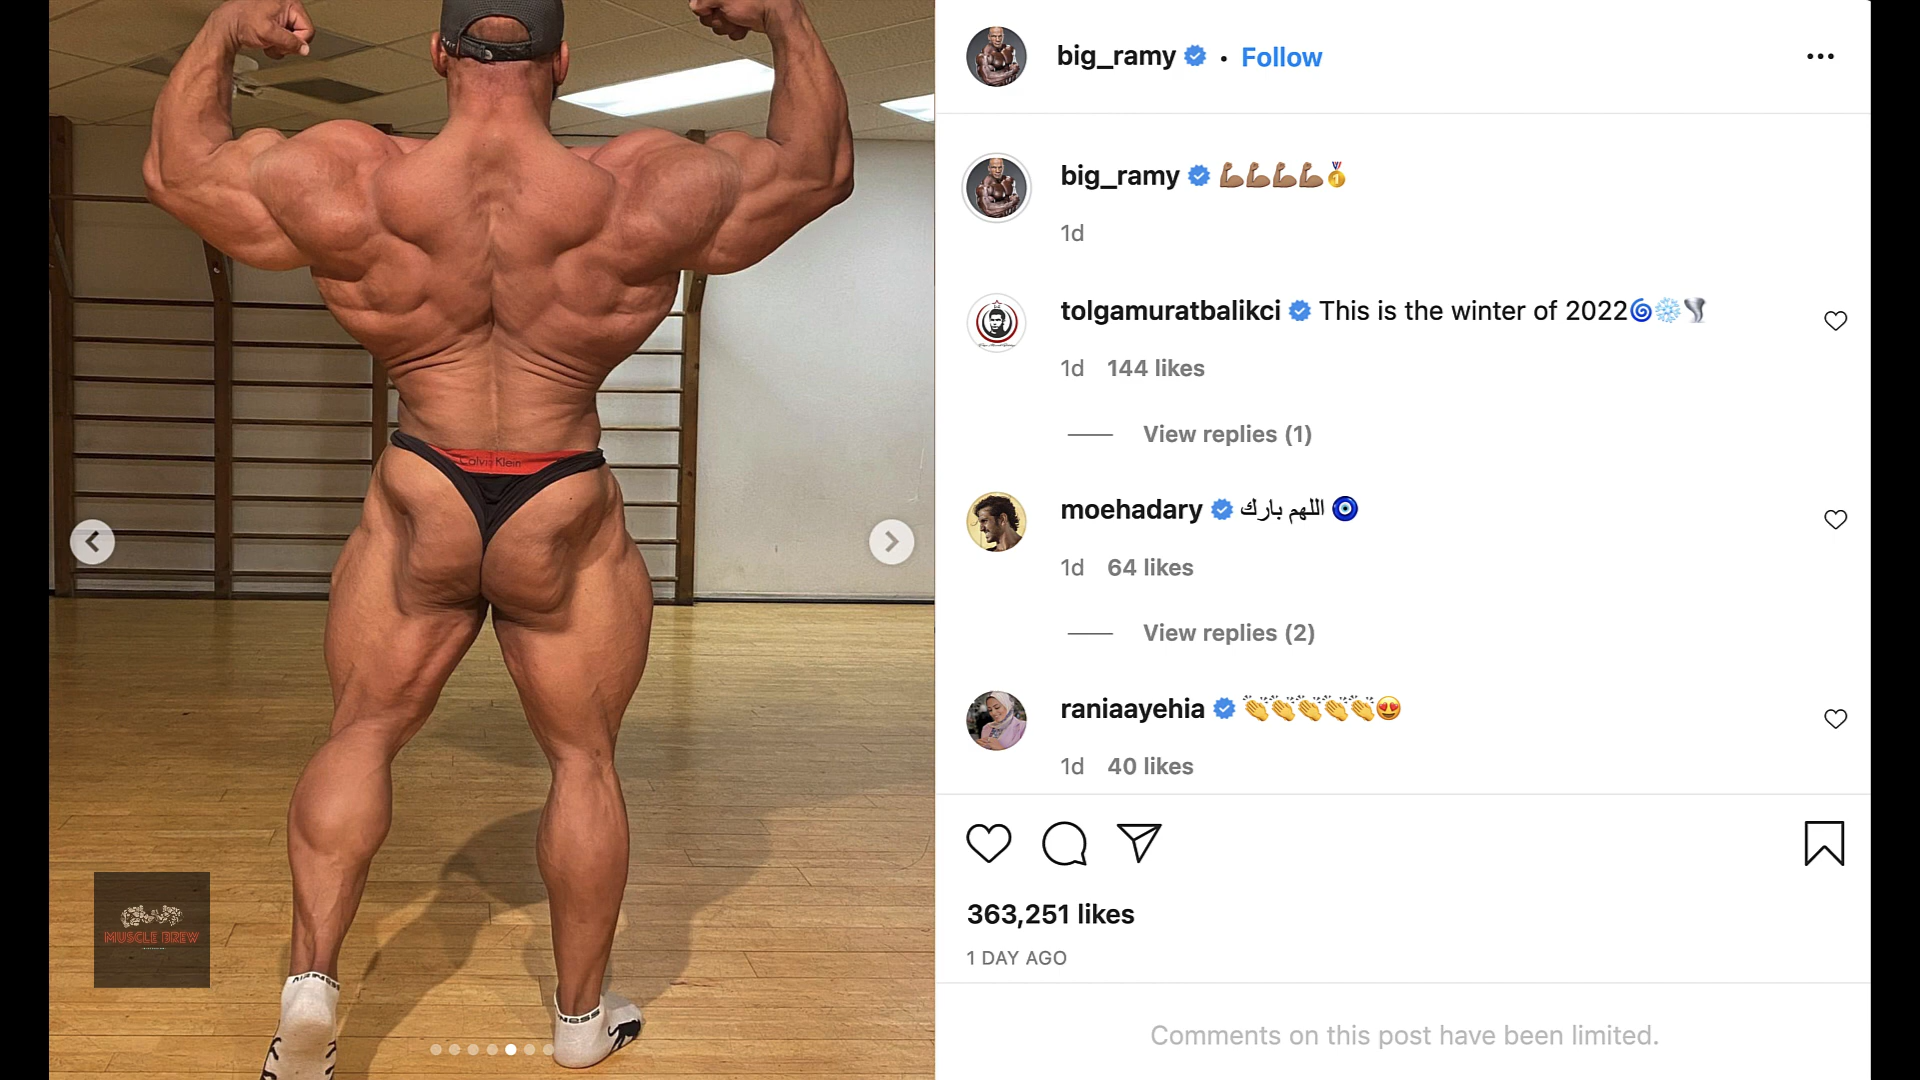 big_ramy • Follow
big_ramy 💪🏽💪🏽💪🏽💪🏽🥇
1d
tolgamuratbalikci This is the winter of 2022🌀❄️🌪️
1d 144 likes
View replies (1)
moehadary اللهم بارك 🧿
1d 64 likes
View replies (2)
raniaayehia 👏👏👏👏👏😍
1d 40 likes
363,251 likes
1 DAY AGO
Comments on this post have been limited.
Calvin Klein
MUSCLE BREW